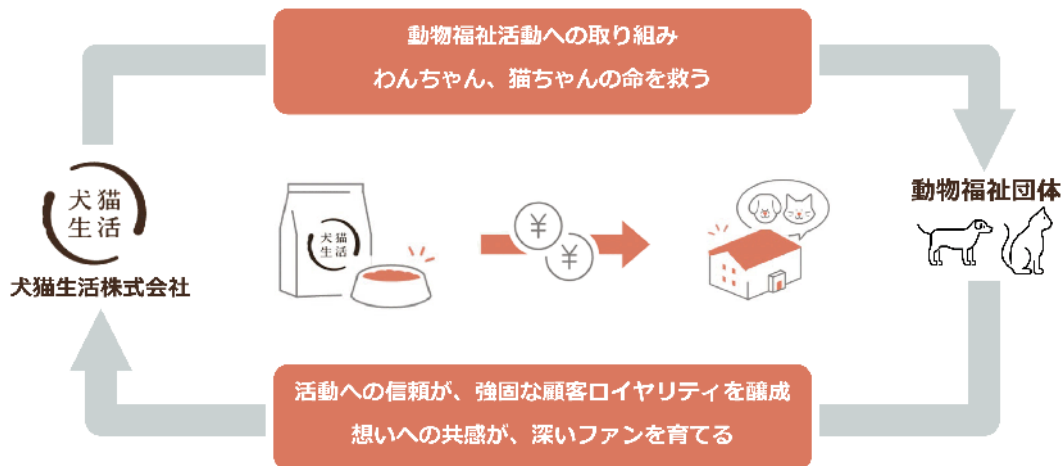 動物福祉活動への取り組み
わんちゃん、猫ちゃんの命を救う
犬猫
生活
犬猫生活株式会社
犬猫
生活
¥
¥
動物福祉団体
活動への信頼が、強固な顧客ロイヤリティを醸成
想いへの共感が、深いファンを育てる